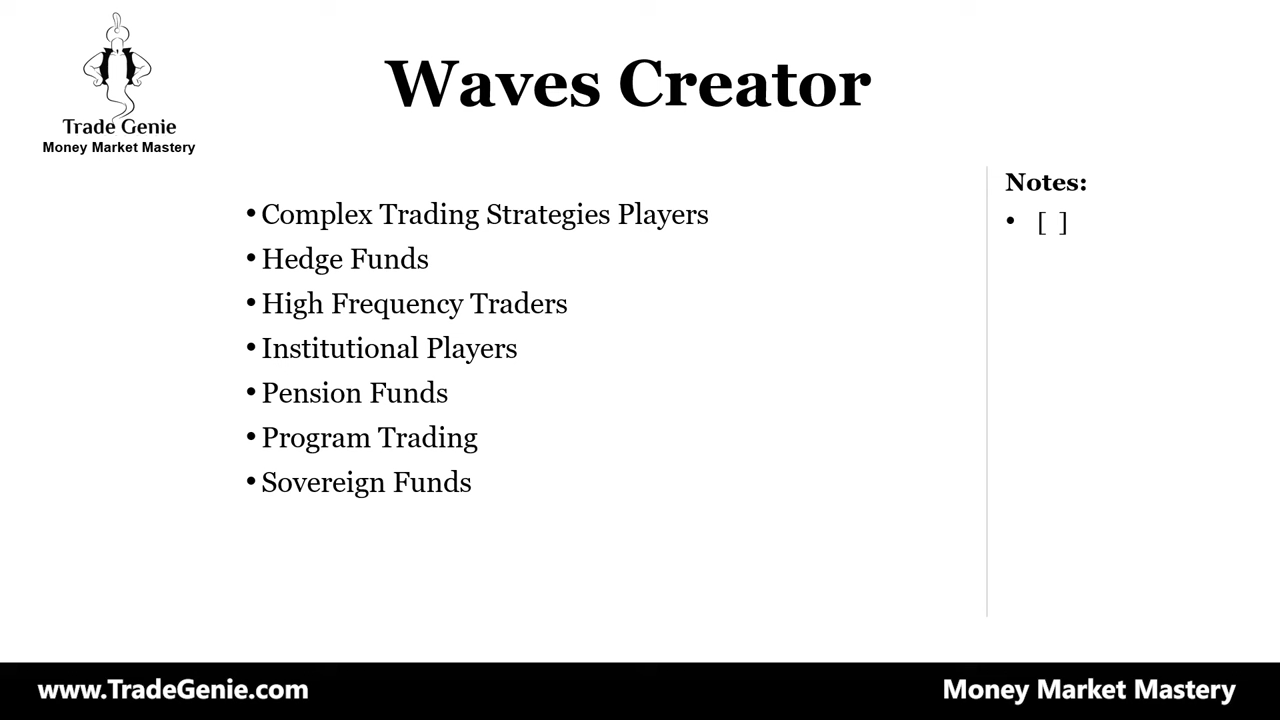 Trade Genie
Money Market Mastery
Waves Creator
• Complex Trading Strategies Players
• Hedge Funds
• High Frequency Traders
• Institutional Players
• Pension Funds
• Program Trading
• Sovereign Funds
Notes:
• [ ]
www.TradeGenie.com
Money Market Mastery